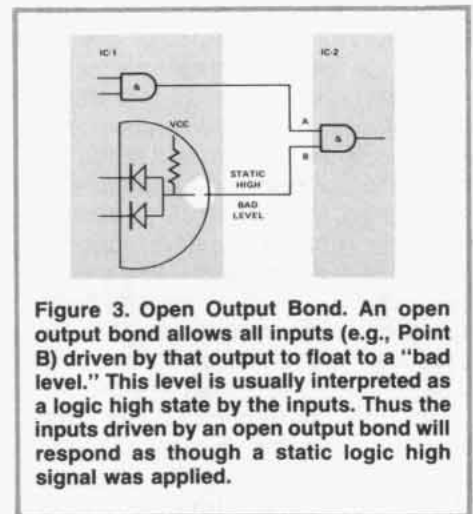 IC-1
IC-2
&
A
VCC
&
B
STATIC
HIGH
BAD
LEVEL
Figure 3. Open Output Bond. An open
output bond allows all inputs (e.g., Point
B) driven by that output to float to a “bad
level.” This level is usually interpreted as
a logic high state by the inputs. Thus the
inputs driven by an open output bond will
respond as though a static logic high
signal was applied.